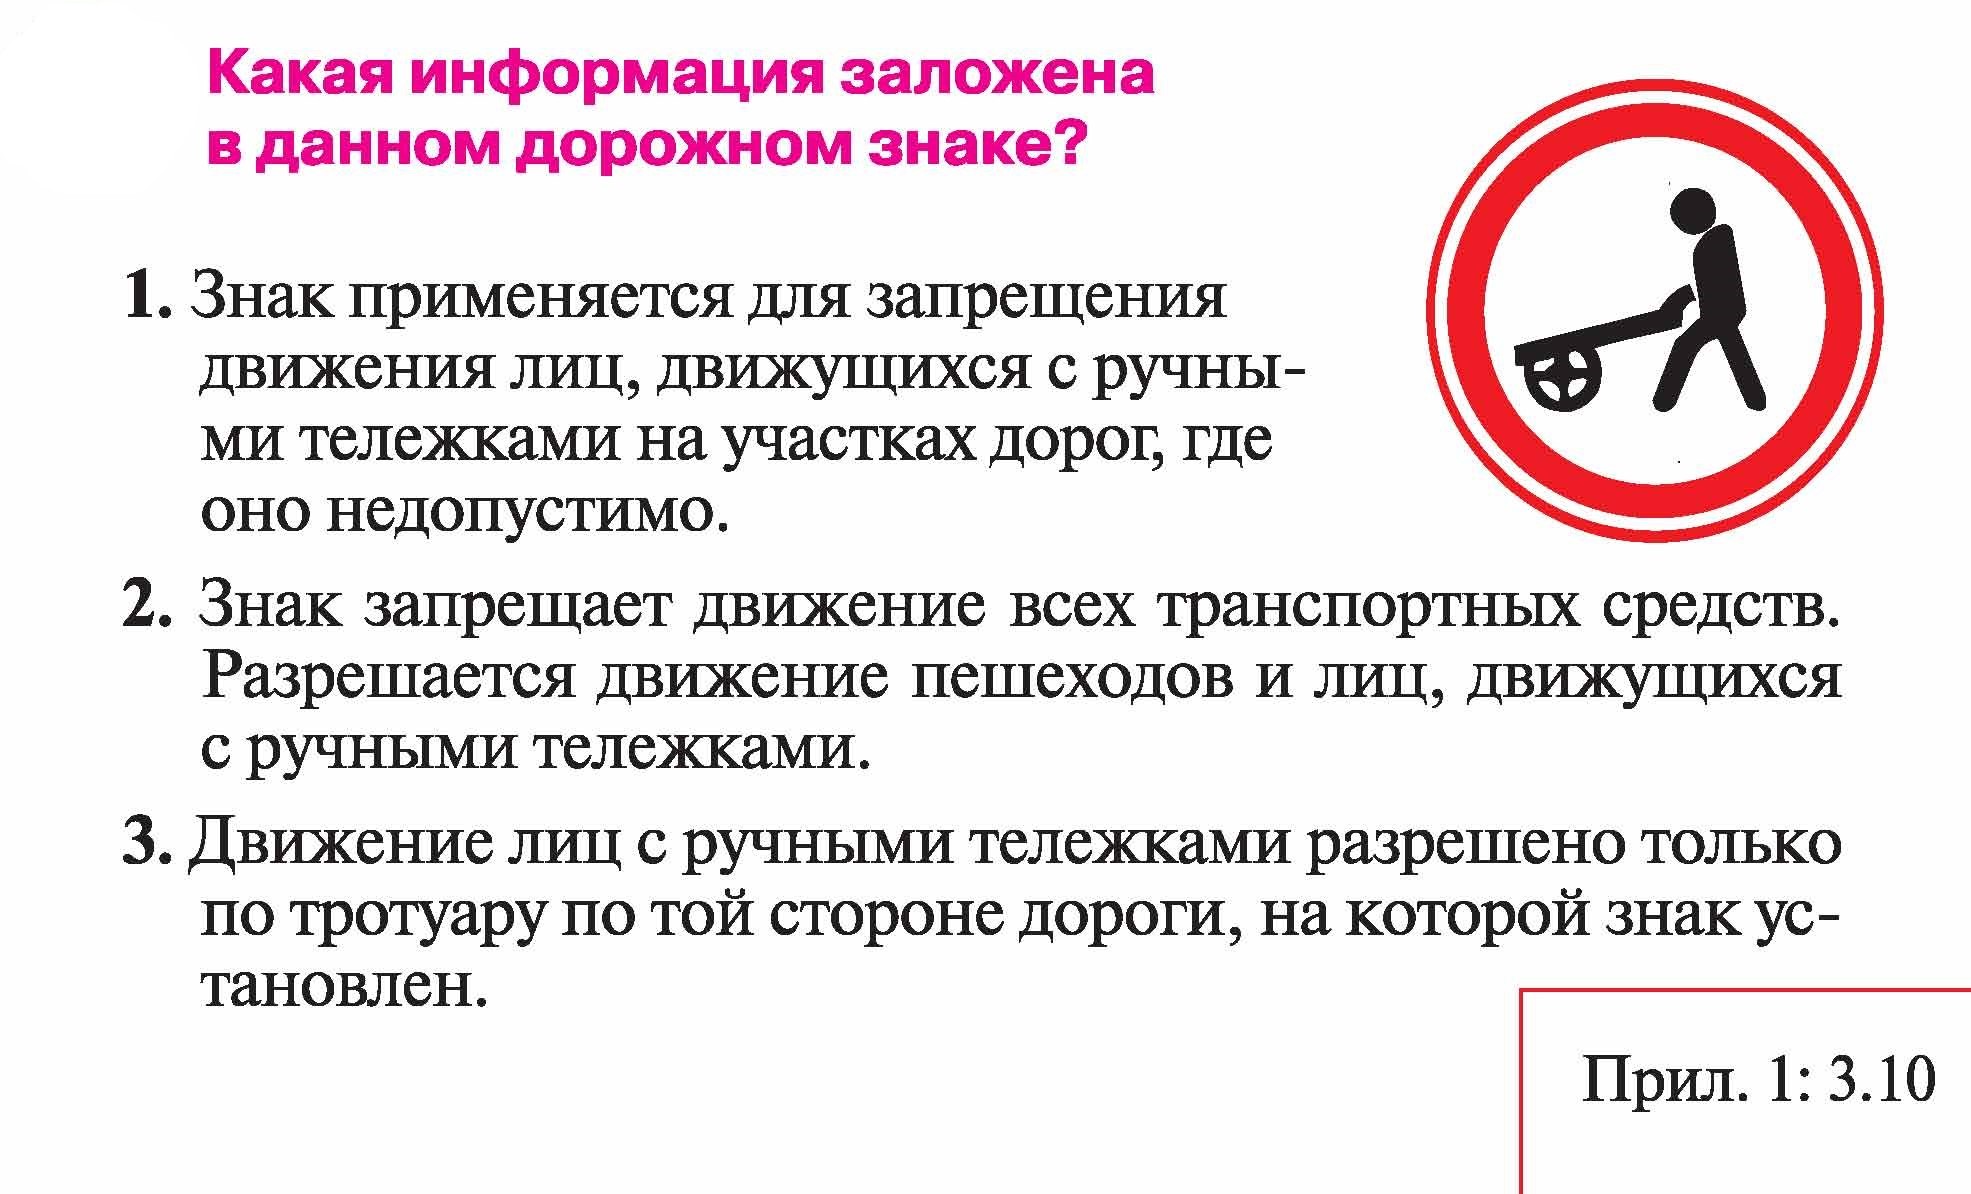 Какая информация заложена
в данном дорожном знаке?
1. Знак применяется для запрещения
движения лиц, движущихся с ручны-
ми тележками на участках дорог, где
оно недопустимо.
2. Знак запрещает движение всех транспортных средств.
Разрешается движение пешеходов и лиц, движущихся
с ручными тележками.
3. Движение лиц с ручными тележками разрешено только
по тротуару по той стороне дороги, на которой знак ус-
тановлен.
Прил. 1: 3.10